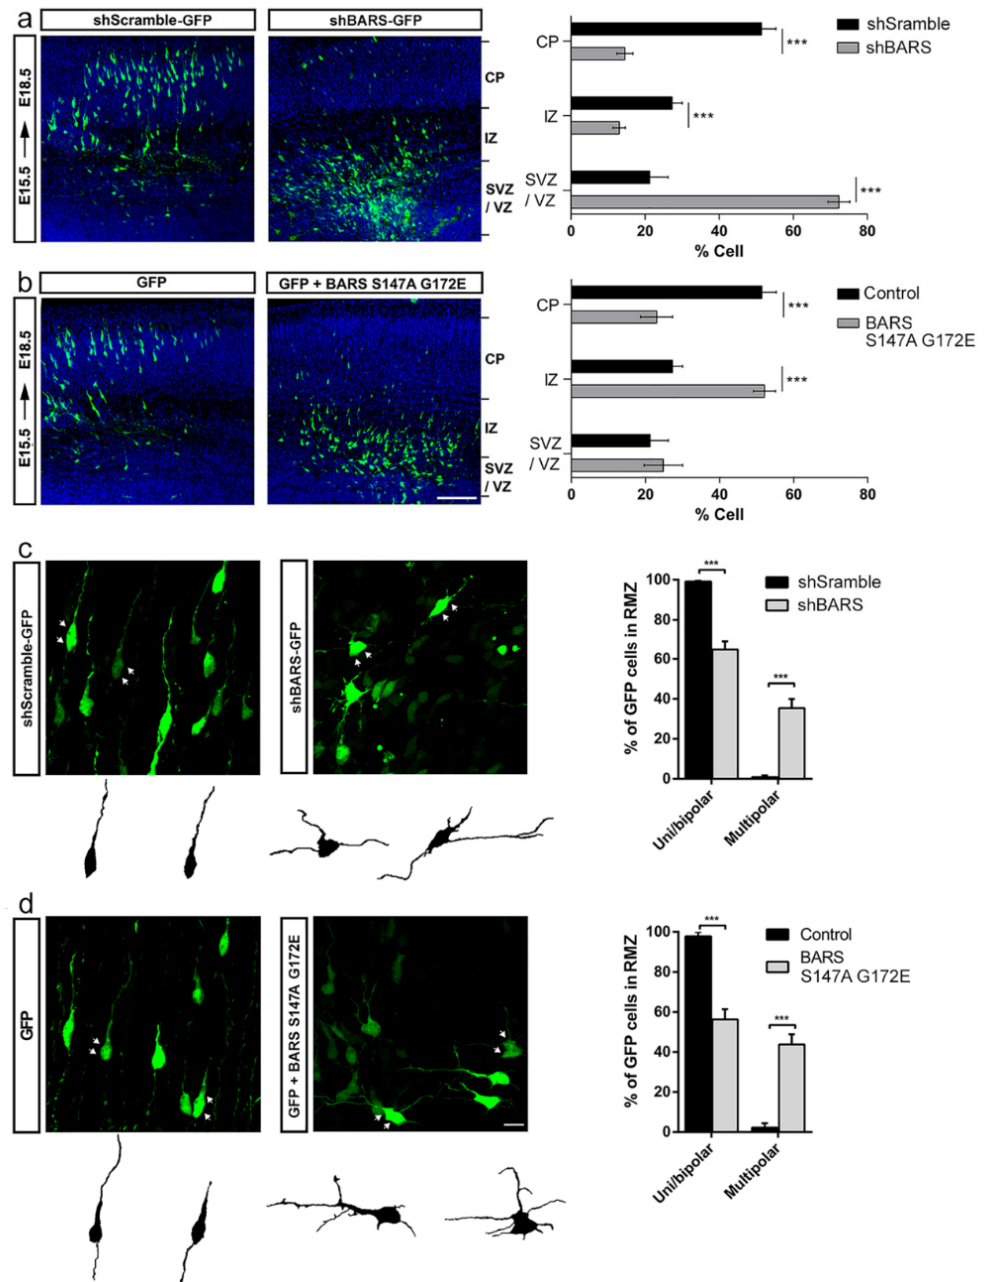 a
shScramble-GFP
shBARS-GFP
E15.5
E18.5
CP
IZ
SVZ
/ VZ
CP
IZ
SVZ
/ VZ
***
***
***
0
20
40
60
80
% Cell
shSramble
shBARS
b
GFP
GFP + BARS S147A G172E
E15.5
E18.5
CP
IZ
SVZ
/ VZ
CP
IZ
SVZ
/ VZ
***
***
0
20
40
60
80
% Cell
Control
BARS
S147A G172E
c
shScramble-GFP
shBARS-GFP
% of GFP cells in RMZ
100
80
60
40
20
0
***
***
Uni/bipolar
Multipolar
shSramble
shBARS
d
GFP
GFP + BARS S147A G172E
% of GFP cells in RMZ
100
80
60
40
20
0
***
***
Uni/bipolar
Multipolar
Control
BARS
S147A G172E